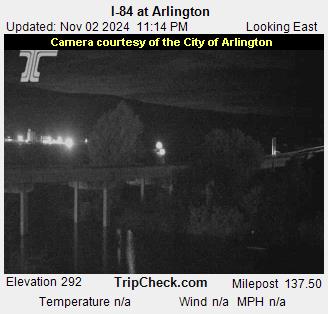 I-84 at Arlington
Updated: Nov 02 2024 11:14 PM Looking East
Camera courtesy of the City of Arlington
Elevation 292 TripCheck.com Milepost 137.50
Temperature n/a Wind n/a MPH n/a